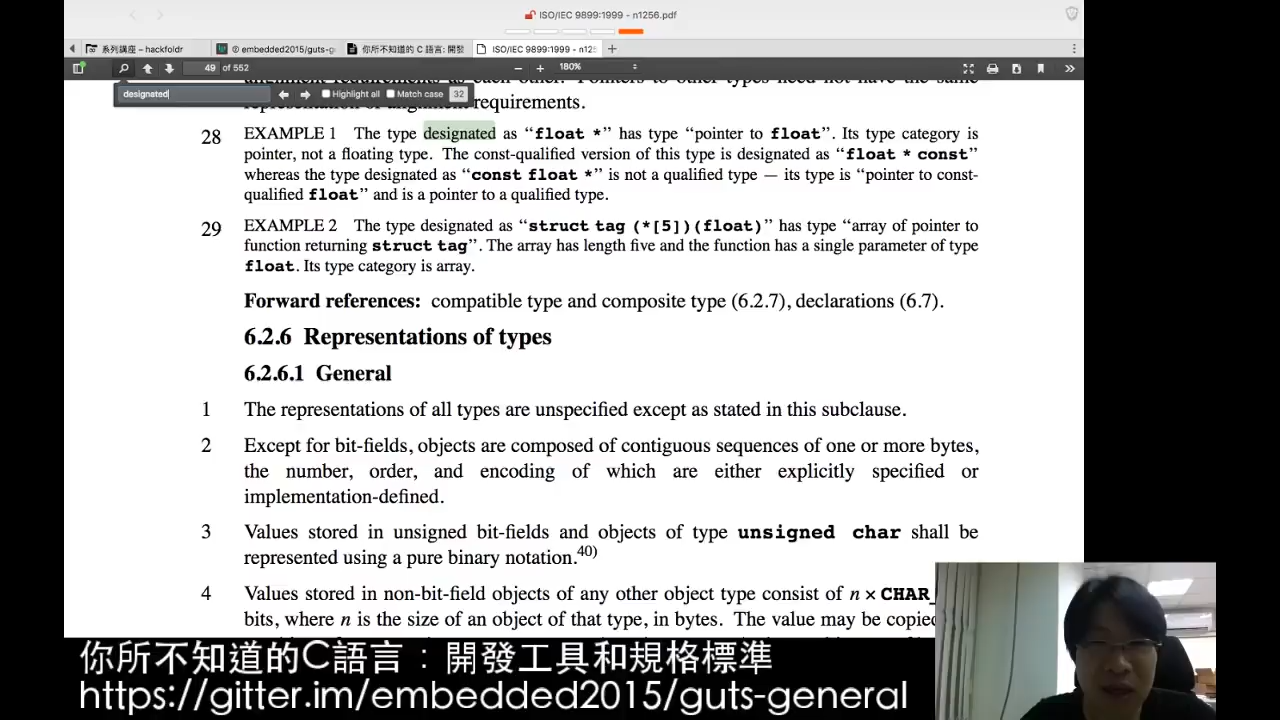 ISO/IEC 9899:1999 - n1256.pdf
系列講座 – hackfoldr
embedded2015/guts-g
你所不知道的 C 語言: 開發
ISO/IEC 9899:1999 - n12
49 of 552
180%
designated
Highlight all
Match case
32
representation or alignment requirements.
28 EXAMPLE 1 The type designated as “float *” has type “pointer to float”. Its type category is
pointer, not a floating type. The const-qualified version of this type is designated as “float * const”
whereas the type designated as “const float *” is not a qualified type — its type is “pointer to const-
qualified float” and is a pointer to a qualified type.
29 EXAMPLE 2 The type designated as “struct tag (*[5])(float)” has type “array of pointer to
function returning struct tag”. The array has length five and the function has a single parameter of type
float. Its type category is array.
Forward references: compatible type and composite type (6.2.7), declarations (6.7).
6.2.6 Representations of types
6.2.6.1 General
1 The representations of all types are unspecified except as stated in this subclause.
2 Except for bit-fields, objects are composed of contiguous sequences of one or more bytes,
the number, order, and encoding of which are either explicitly specified or
implementation-defined.
3 Values stored in unsigned bit-fields and objects of type unsigned char shall be
represented using a pure binary notation.40)
4 Values stored in non-bit-field objects of any other object type consist of n × CHAR_
bits, where n is the size of an object of that type, in bytes. The value may be copied
你所不知道的C語言：開發工具和規格標準
https://gitter.im/embedded2015/guts-general